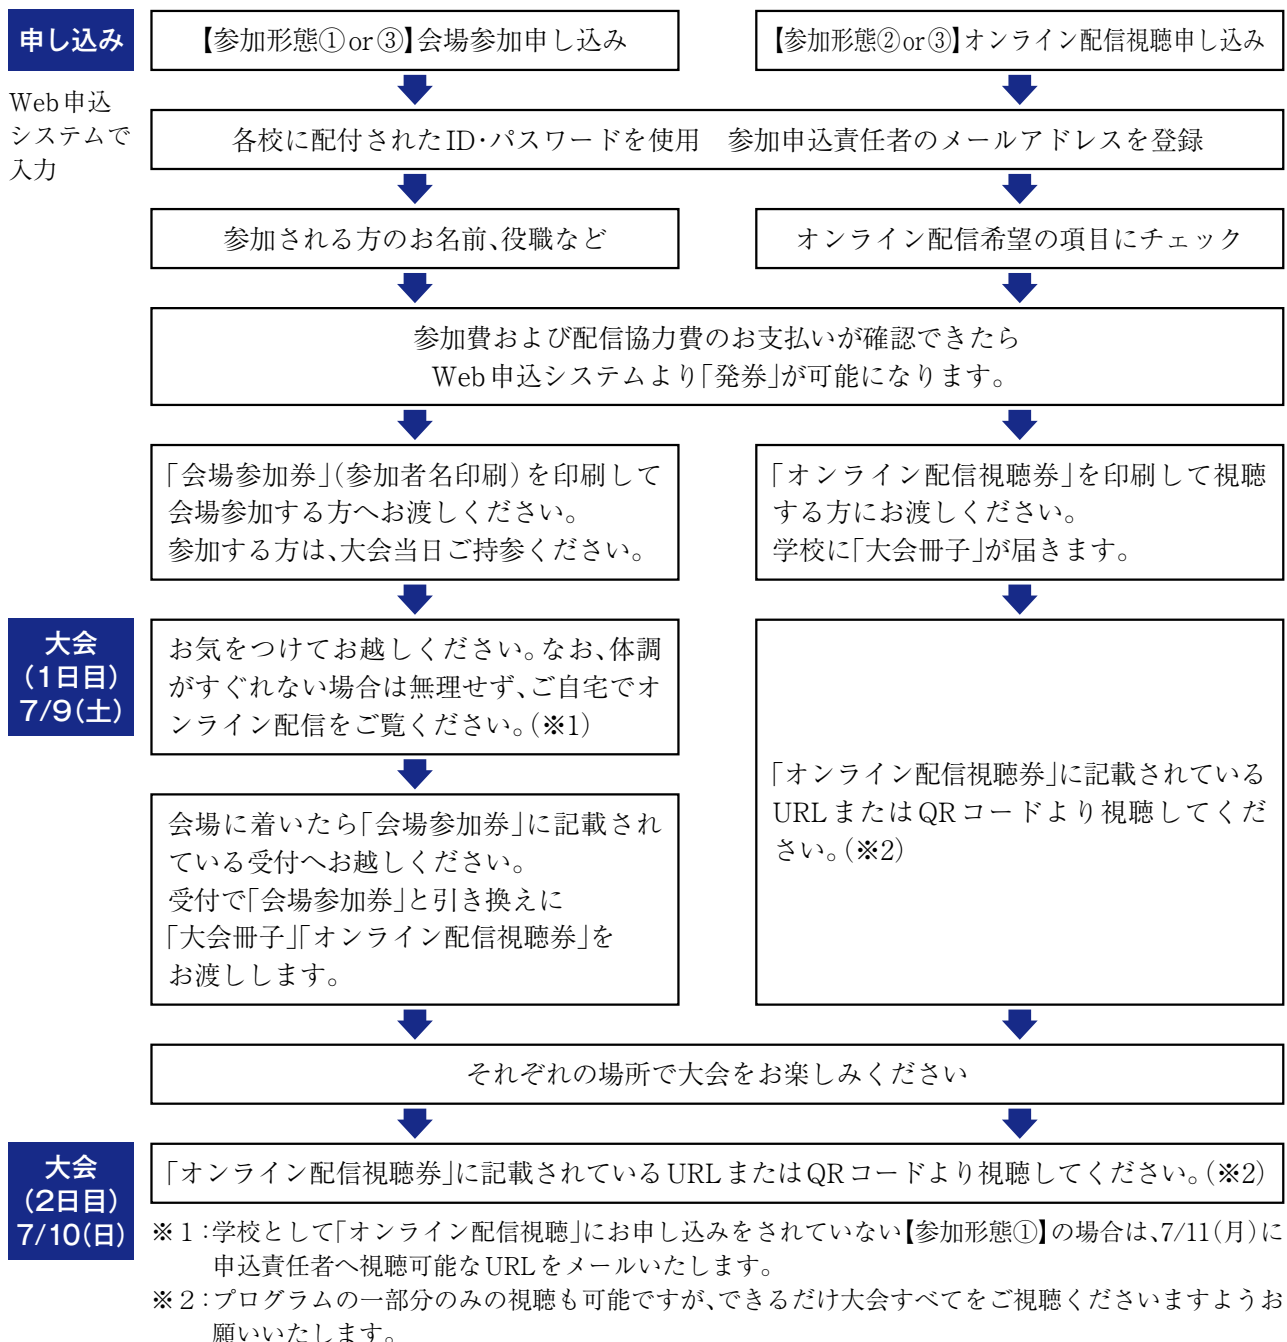 申し込み
Web申込
システムで
入力
【参加形態①or③】会場参加申し込み
【参加形態②or③】オンライン配信視聴申し込み
各校に配付されたID・パスワードを使用　参加申込責任者のメールアドレスを登録
参加される方のお名前、役職など
オンライン配信希望の項目にチェック
参加費および配信協力費のお支払いが確認できたら
Web申込システムより「発券」が可能になります。
「会場参加券」（参加者名印刷）を印刷して
会場参加する方へお渡しください。
参加する方は、大会当日ご持参ください。
「オンライン配信視聴券」を印刷して視聴
する方にお渡しください。
学校に「大会冊子」が届きます。
大会
（1日目）
7/9（土）
お気をつけてお越しください。なお、体調
がすぐれない場合は無理せず、ご自宅でオ
ンライン配信をご覧ください。（※1）
会場に着いたら「会場参加券」に記載され
ている受付へお越しください。
受付で「会場参加券」と引き換えに
「大会冊子」「オンライン配信視聴券」を
お渡しします。
「オンライン配信視聴券」に記載されている
URLまたはQRコードより視聴してくだ
さい。（※2）
それぞれの場所で大会をお楽しみください
大会
（2日目）
7/10（日）
「オンライン配信視聴券」に記載されているURLまたはQRコードより視聴してください。（※2）
※1：学校として「オンライン配信視聴」にお申し込みをされていない【参加形態①】の場合は、7/11（月）に
申込責任者へ視聴可能なURLをメールいたします。
※2：プログラムの一部分のみの視聴も可能ですが、できるだけ大会すべてをご視聴くださいますようお
願いいたします。